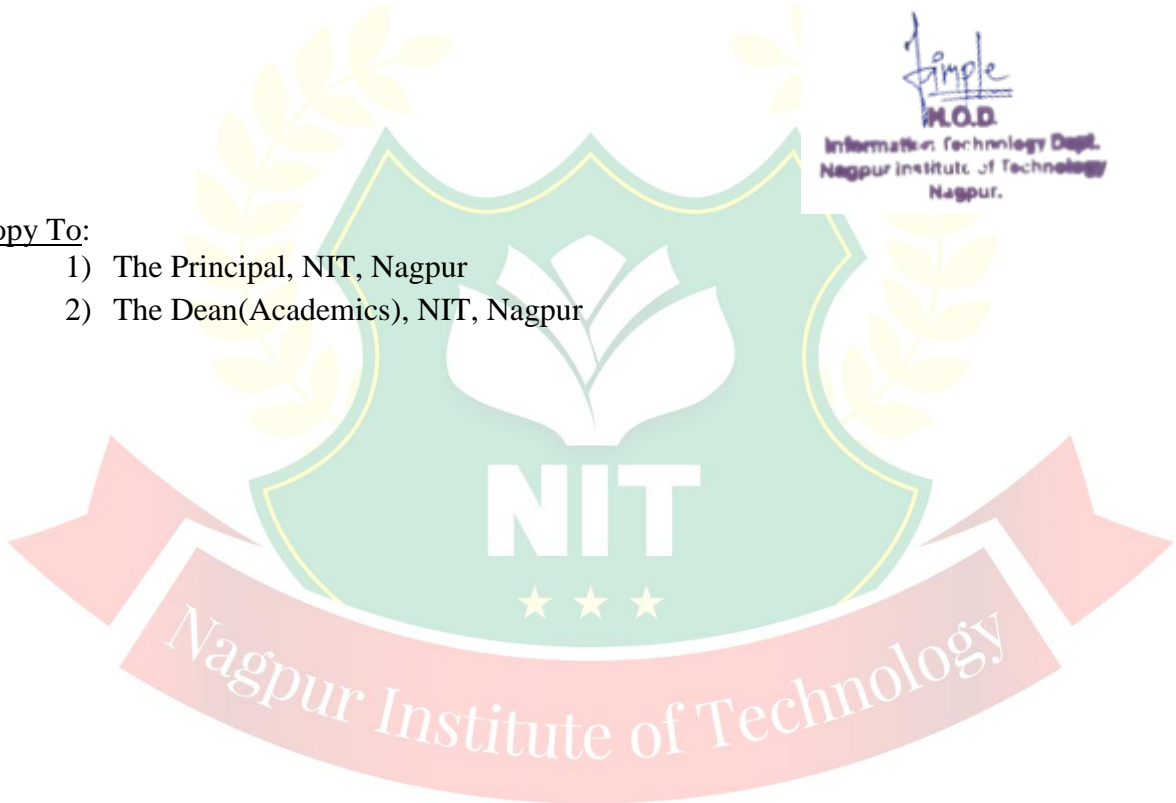 Dimple
H.O.D.
Information Technology Dept.
Nagpur Institute of Technology
Nagpur.
opy To:
1) The Principal, NIT, Nagpur
2) The Dean(Academics), NIT, Nagpur
NIT
Nagpur Institute of Technology